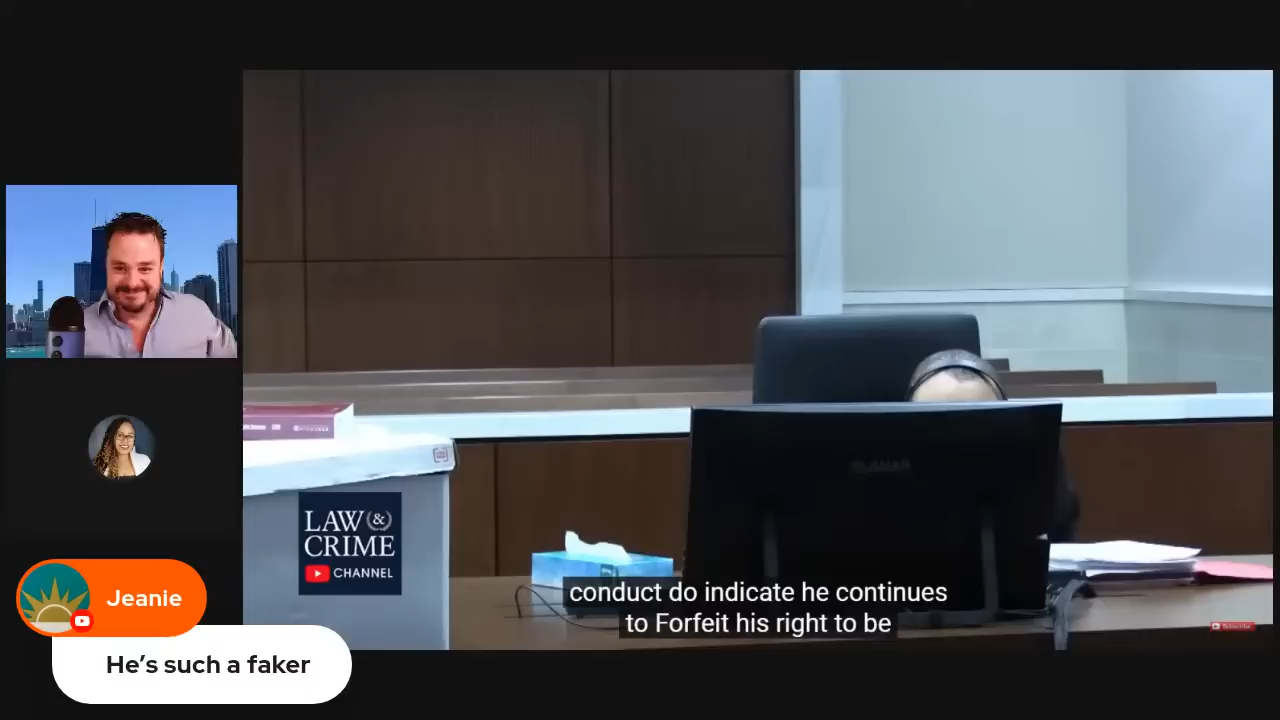 LAW &
CRIME
CHANNEL
conduct do indicate he continues
to Forfeit his right to be
Jeanie
He's such a faker